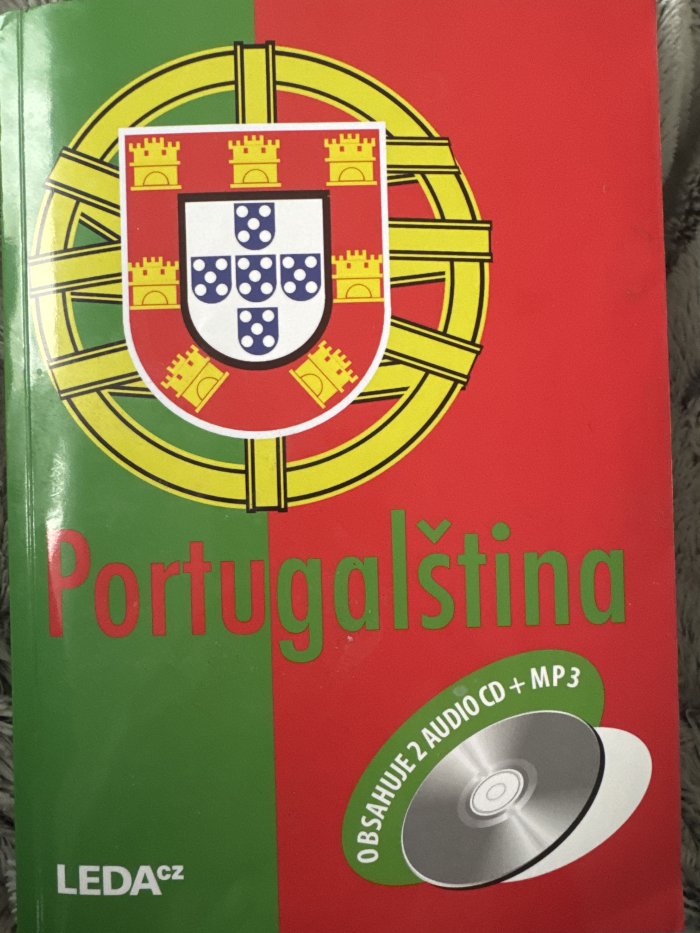 Portugalština
OBSAHUJE 2 AUDIO CD + MP3
LEDAcz